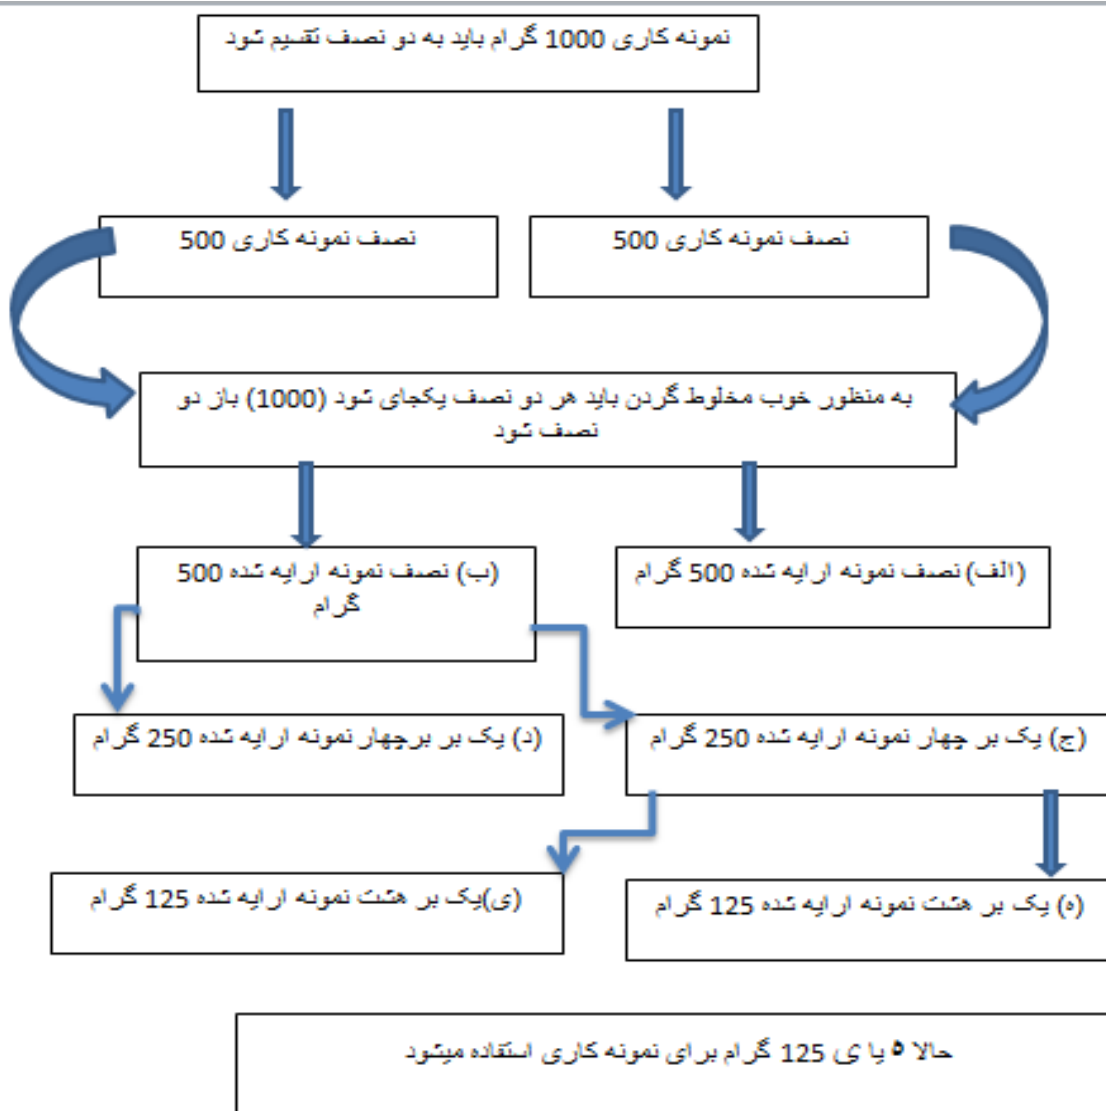 نمونه کاری 1000 گرام باید به دو نصف تقسیم شود
نصف نمونه کاری 500
نصف نمونه کاری 500
به منظور خوب مخلوط گردن باید هر دو نصف یکجای شود (1000) باز دو
نصف شود
(الف) نصف نمونه ارایه شده 500 گرام
(ب) نصف نمونه ارایه شده 500
گرام
(ج) یک بر چهار نمونه ارایه شده 250 گرام
(د) یک بر برچهار نمونه ارایه شده 250 گرام
(ه) یک بر هشت نمونه ارایه شده 125 گرام
(ی)یک بر هشت نمونه ارایه شده 125 گرام
حالا ه یا ی 125 گرام برای نمونه کاری استفاده میشود